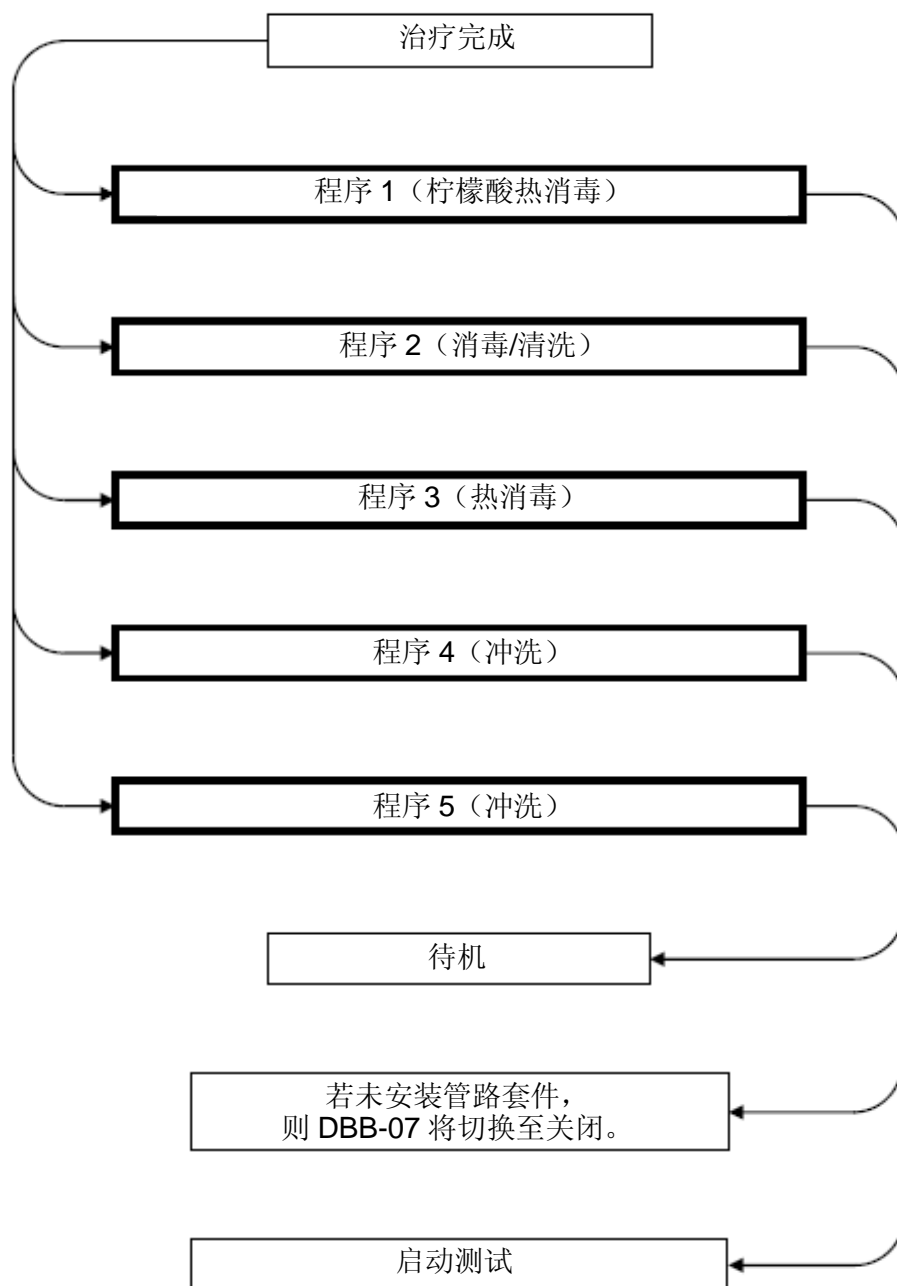 治疗完成
程序 1（柠檬酸热消毒）
程序 2（消毒/清洗）
程序 3（热消毒）
程序 4（冲洗）
程序 5（冲洗）
待机
若未安装管路套件，
则 DBB-07 将切换至关闭。
启动测试